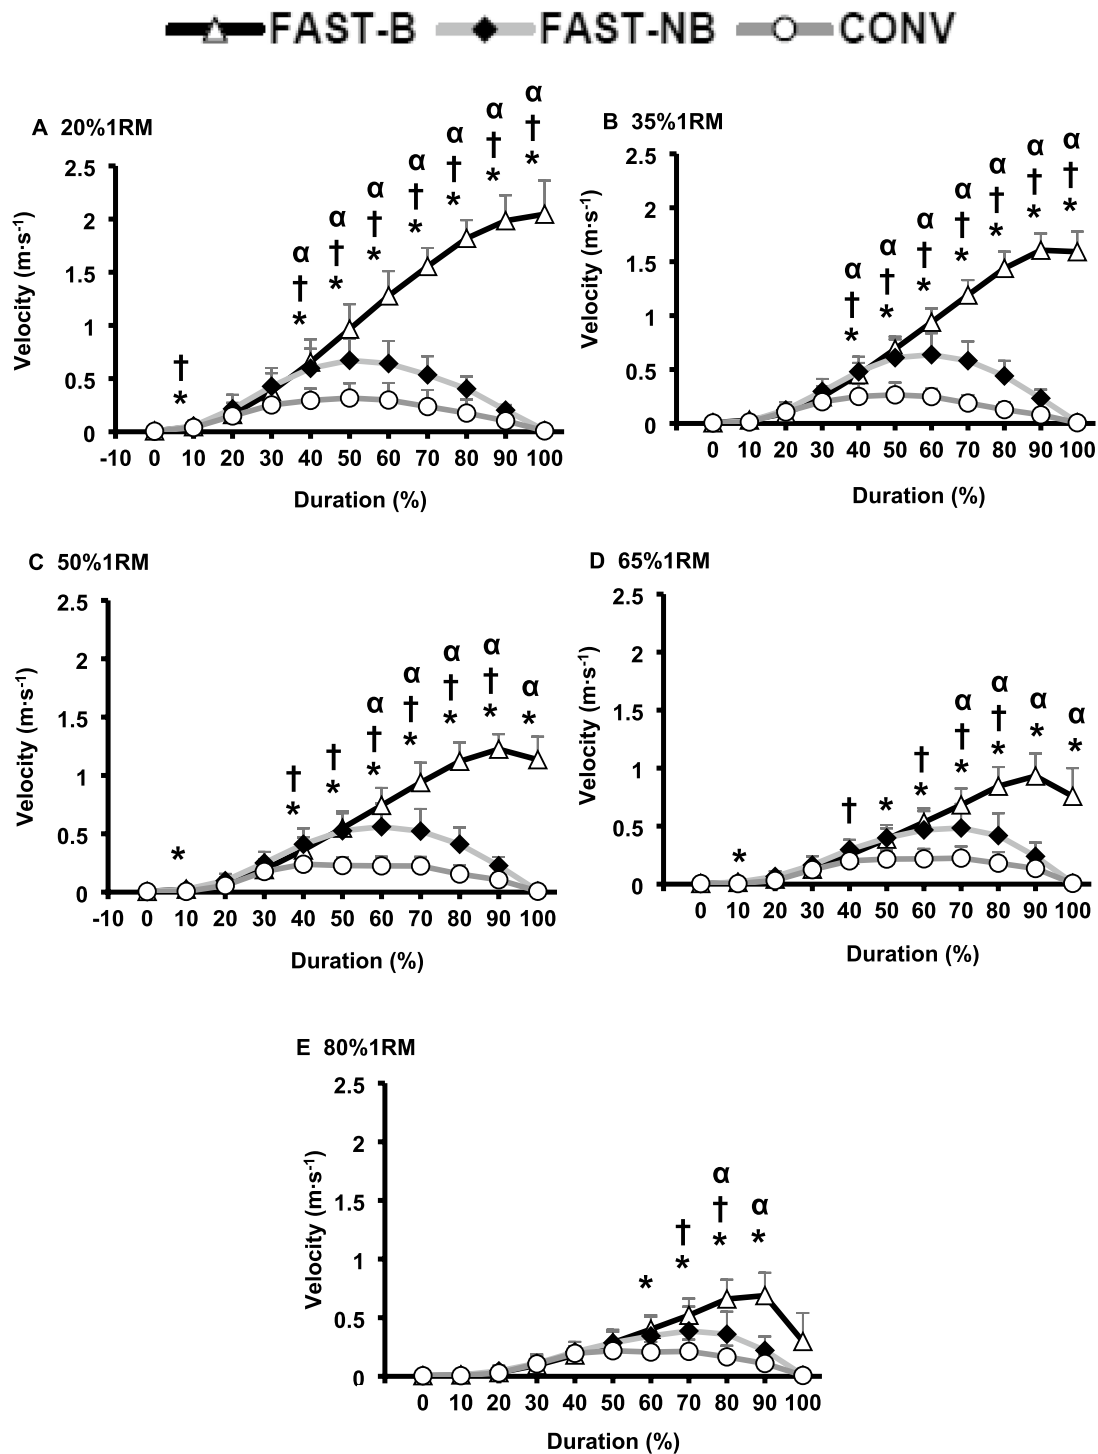 FAST-B FAST-NB CONV
A 20%1RM
α
α
α
†
α
†
*
α
†
*
α
†
*
α
†
*
†
*
†
*
*
†
*
2.5
2
1.5
1
0.5
0
Velocity (m·s-1)
-10 0 10 20 30 40 50 60 70 80 90 100
Duration (%)
B 35%1RM
α α α α α α α
† † † † † † †
* * * * * * *
2.5
2
1.5
1
0.5
0
Velocity (m·s-1)
0 10 20 30 40 50 60 70 80 90 100
Duration (%)
C 50%1RM
α α α α α
† † † † † †
* * * * * * * *
2.5
2
1.5
1
0.5
0
Velocity (m·s-1)
-10 0 10 20 30 40 50 60 70 80 90 100
Duration (%)
D 65%1RM
α α α α
† † † †
* * * * * * *
2.5
2
1.5
1
0.5
0
Velocity (m·s-1)
0 10 20 30 40 50 60 70 80 90 100
Duration (%)
E 80%1RM
α α
† †
* * * *
2.5
2
1.5
1
0.5
0
Velocity (m·s-1)
0 10 20 30 40 50 60 70 80 90 100
Duration (%)